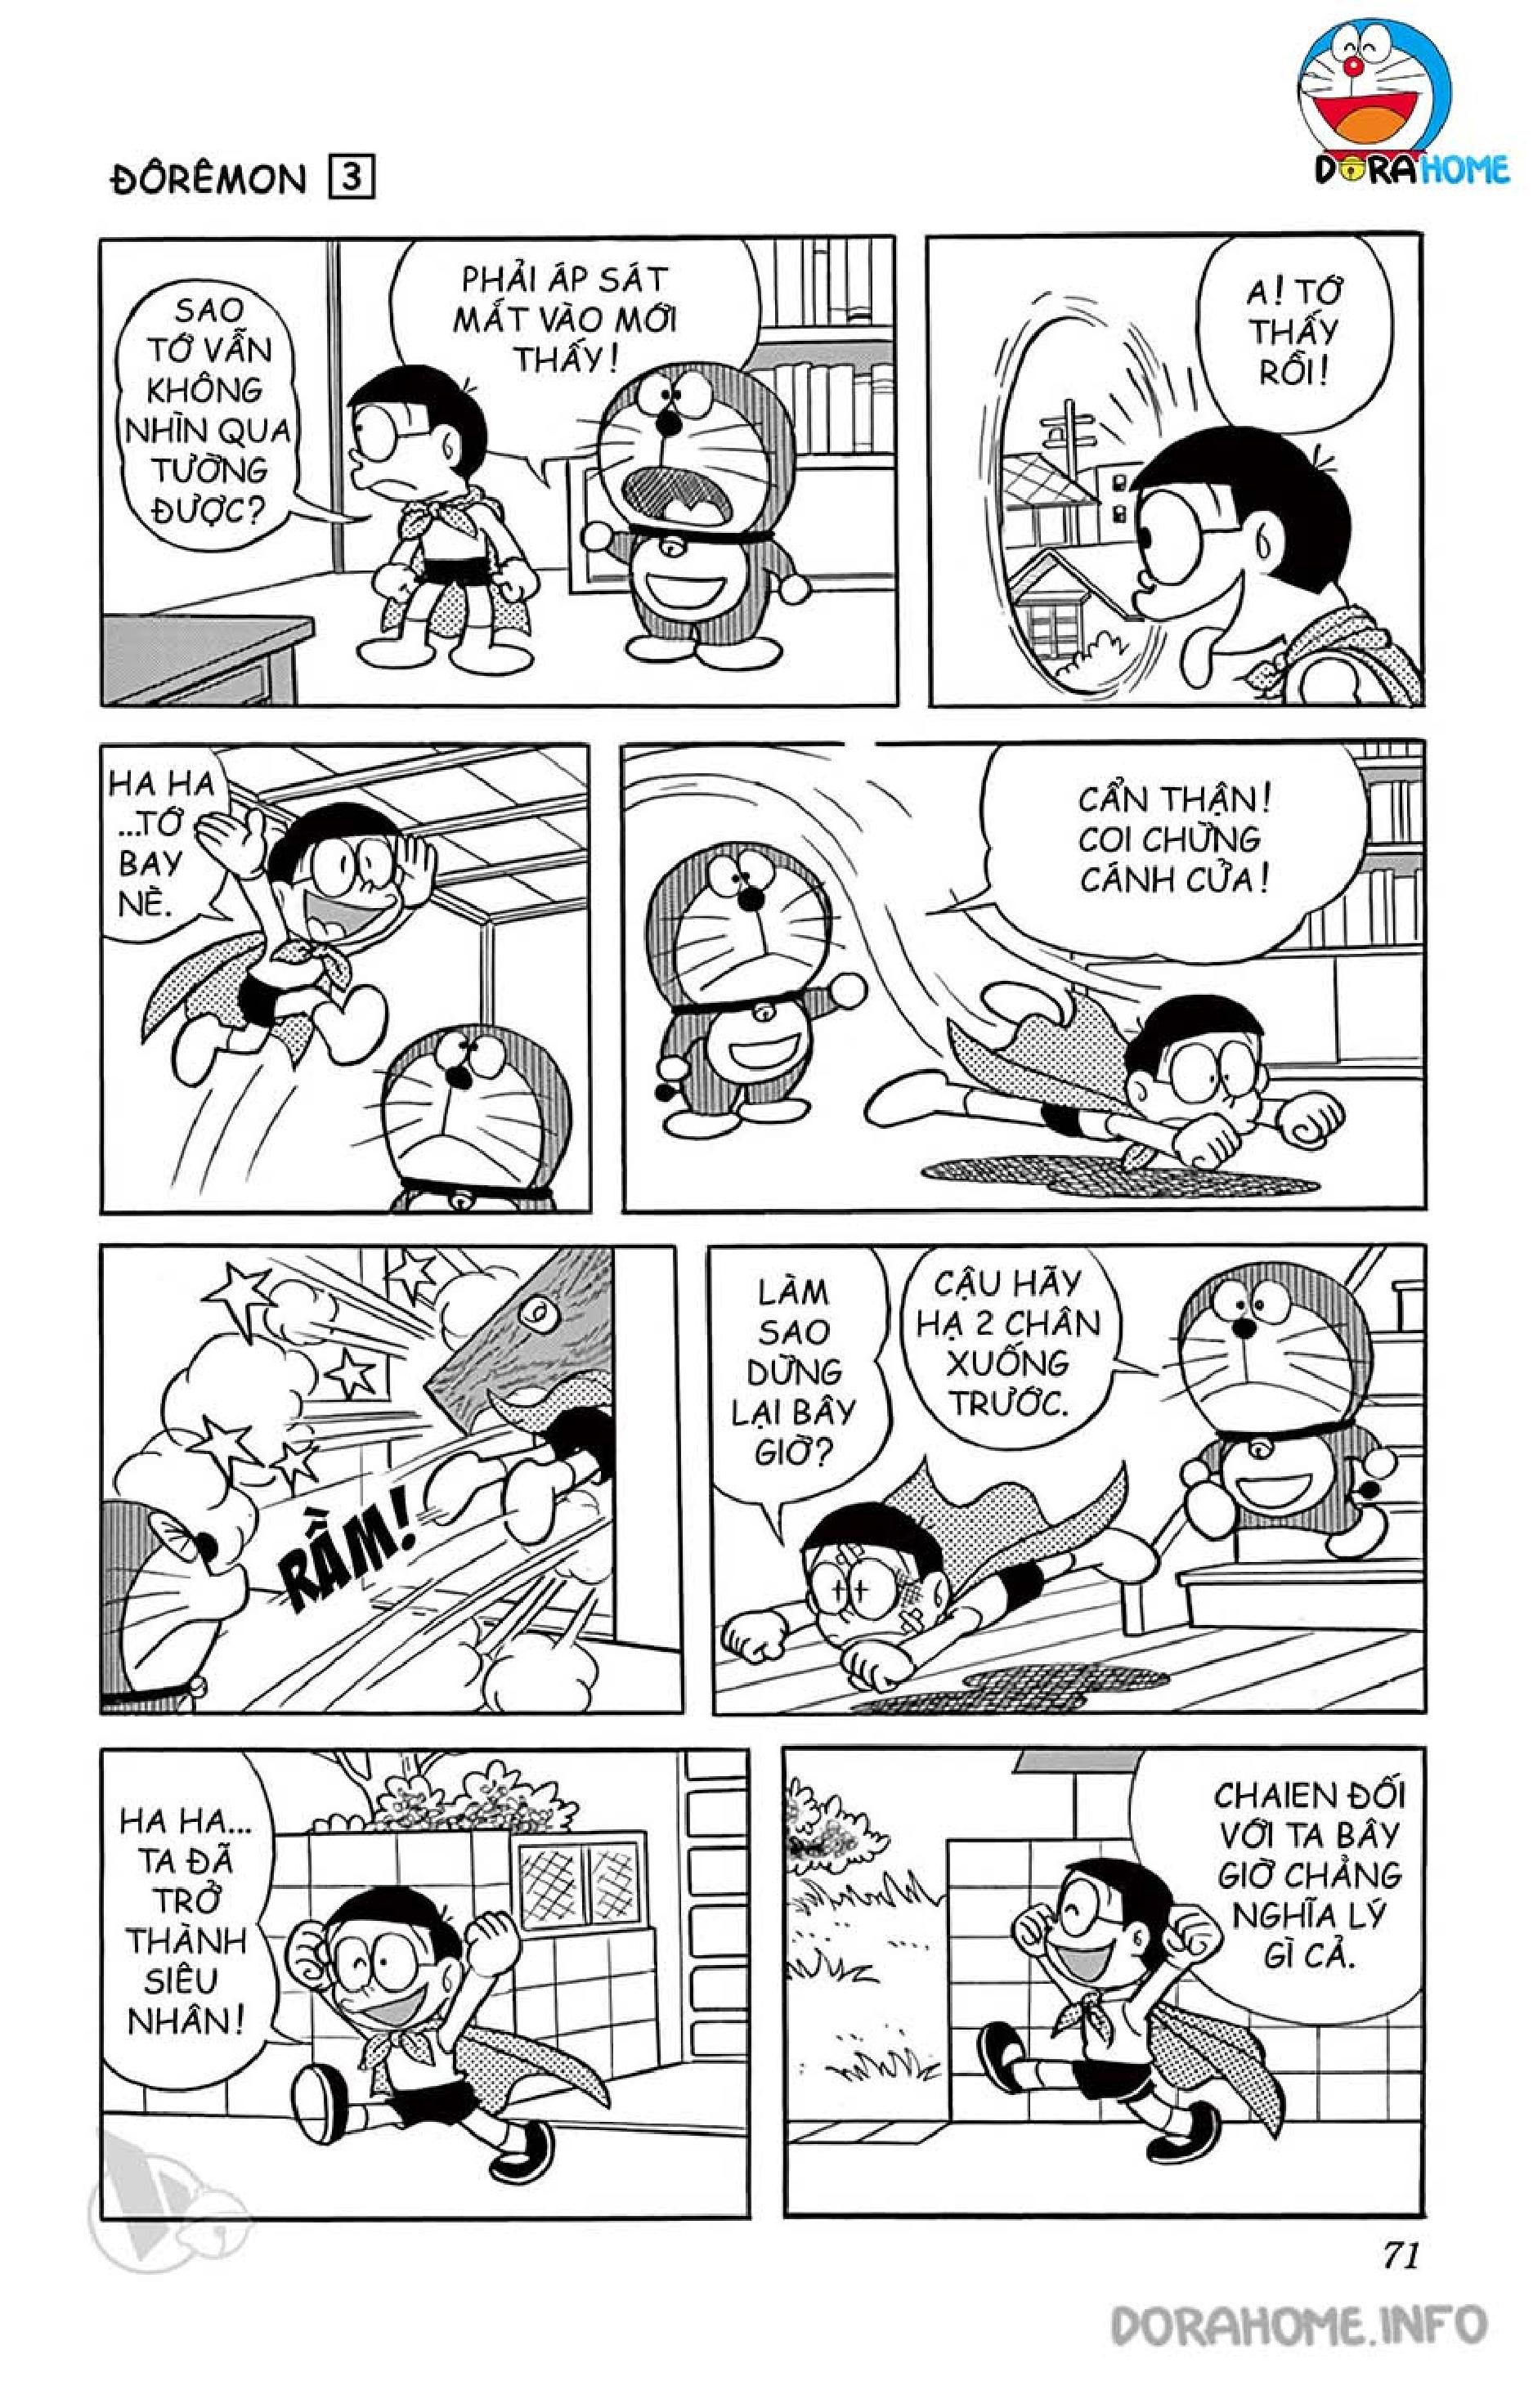 DORAHOME
ĐÔRÊMON 3
SAO
TỚ VẪN
KHÔNG
NHÌN QUA
TƯỜNG
ĐƯỢC?
PHẢI ÁP SÁT
MẮT VÀO MỚI
THẤY!
A! TỚ
THẤY
RỒI!
HA HA
...TỚ
BAY
NÈ.
CẨN THẬN!
COI CHỪNG
CÁNH CỬA!
RẦM!
LÀM
SAO
DỪNG
LẠI BÂY
GIỜ?
CẬU HÃY
HẠ 2 CHÂN
XUỐNG
TRƯỚC.
HA HA...
TA ĐÃ
TRỞ
THÀNH
SIÊU
NHÂN!
CHAIEN ĐỐI
VỚI TA BÂY
GIỜ CHẲNG
NGHĨA LÝ
GÌ CẢ.
71
DORAHOME.INFO